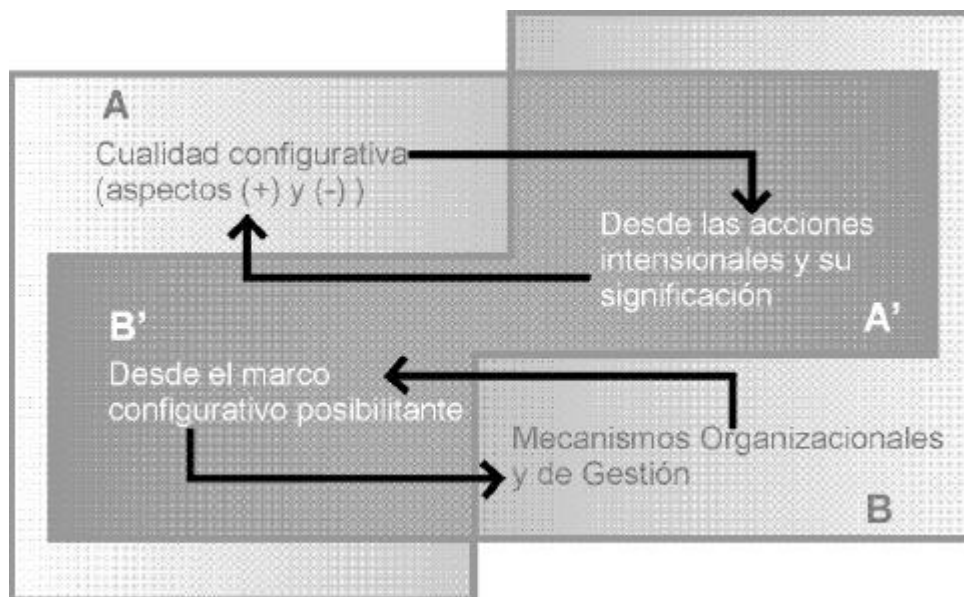 A
Cualidad configurativa
(aspectos (+) y (-) )
Desde las acciones
intensionales y su
significación
A’
B’
Desde el marco
configurativo posibilitante
Mecanismos Organizacionales
y de Gestión
B